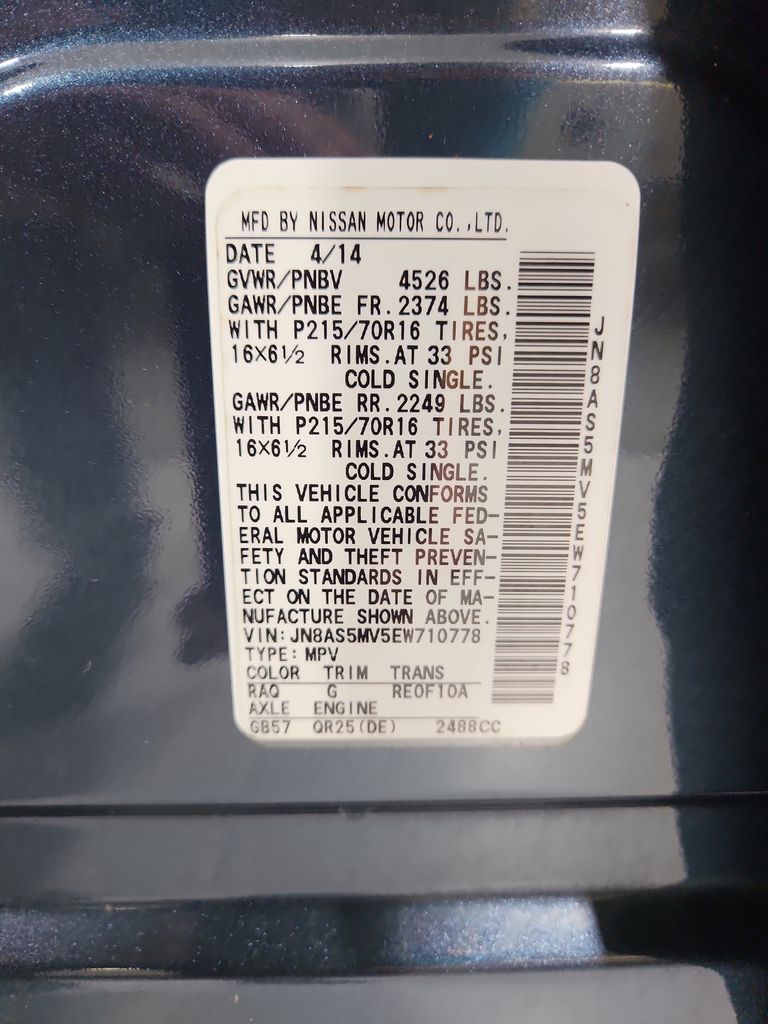 MFD BY NISSAN MOTOR CO.,LTD.
DATE 4/14
GVWR/PNBV 4526 LBS.
GAWR/PNBE FR.2374 LBS.
WITH P215/70R16 TIRES,
16×6½ RIMS.AT 33 PSI
COLD SINGLE.
GAWR/PNBE RR.2249 LBS.
WITH P215/70R16 TIRES,
16×6½ RIMS.AT 33 PSI
COLD SINGLE.
THIS VEHICLE CONFORMS
TO ALL APPLICABLE FED-
ERAL MOTOR VEHICLE SA-
FETY AND THEFT PREVEN-
TION STANDARDS IN EFF-
ECT ON THE DATE OF MA-
NUFACTURE SHOWN ABOVE.
VIN:JN8AS5MV5EW710778
TYPE:MPV
COLOR TRIM TRANS
RAQ G RE0F10A
AXLE ENGINE
GB57 QR25(DE) 2488CC
JN8AS5MV5EW710778